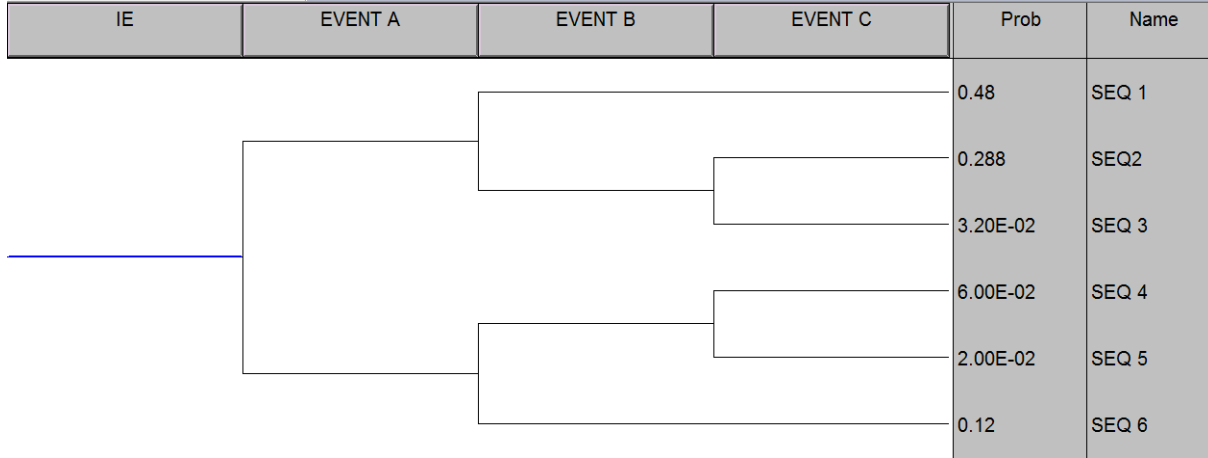 IE EVENT A EVENT B EVENT C Prob Name
0.48 SEQ 1
0.288 SEQ2
3.20E-02 SEQ 3
6.00E-02 SEQ 4
2.00E-02 SEQ 5
0.12 SEQ 6